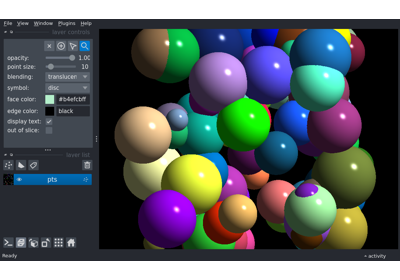 File View Window Plugins Help
layer controls
opacity: 1.00
point size: 10
blending: translucen
symbol: disc
face color: #b4efcbff
edge color: black
display text:
out of slice:
layer list
pts
Ready
activity